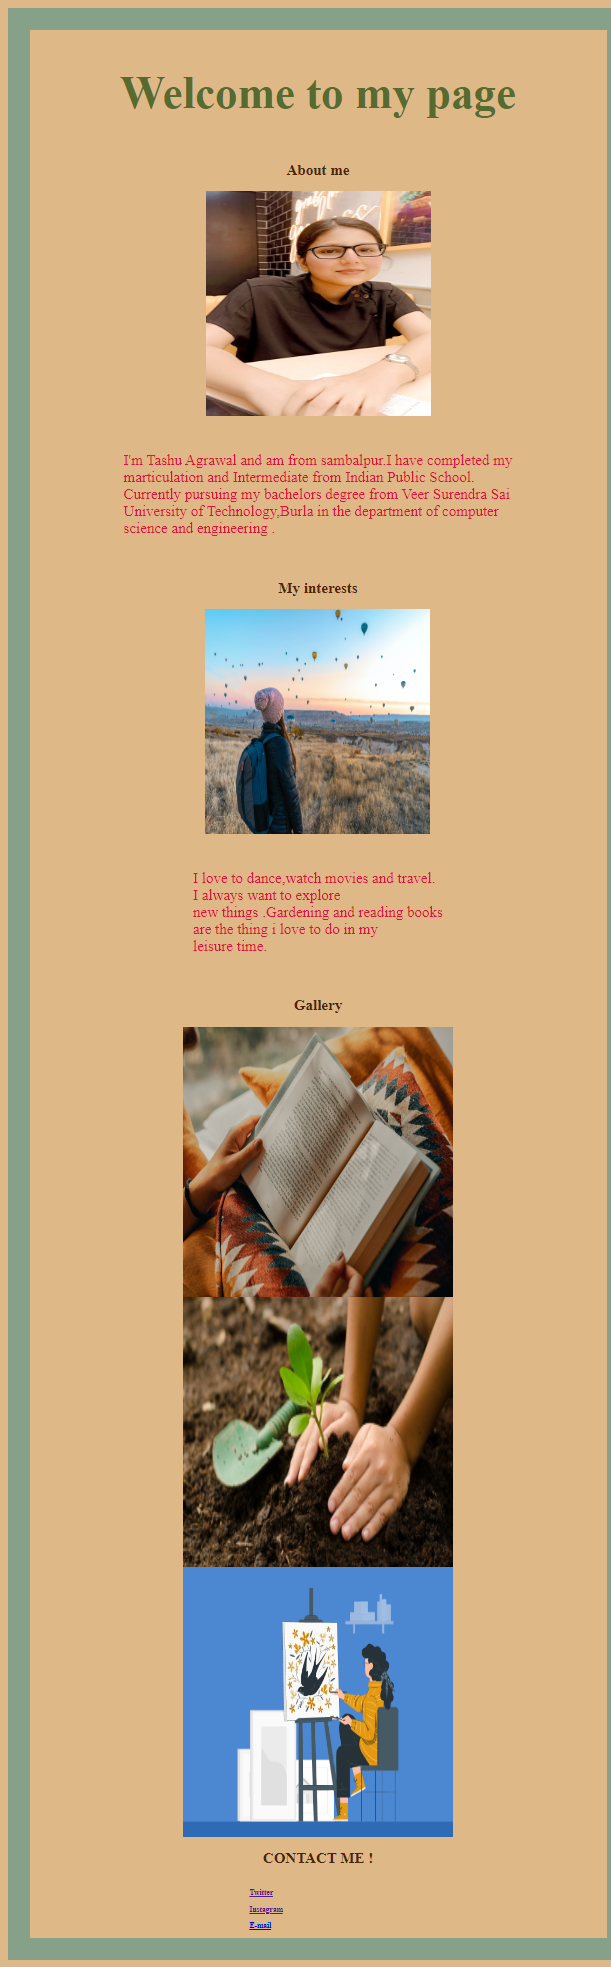 Welcome to my page
About me
I'm Tashu Agrawal and am from sambalpur.I have completed my
marticulation and Intermediate from Indian Public School.
Currently pursuing my bachelors degree from Veer Surendra Sai
University of Technology,Burla in the department of computer
science and engineering .
My interests
I love to dance,watch movies and travel.
I always want to explore
new things .Gardening and reading books
are the thing i love to do in my
leisure time.
Gallery
CONTACT ME !
Twitter
Instagram
E-mail